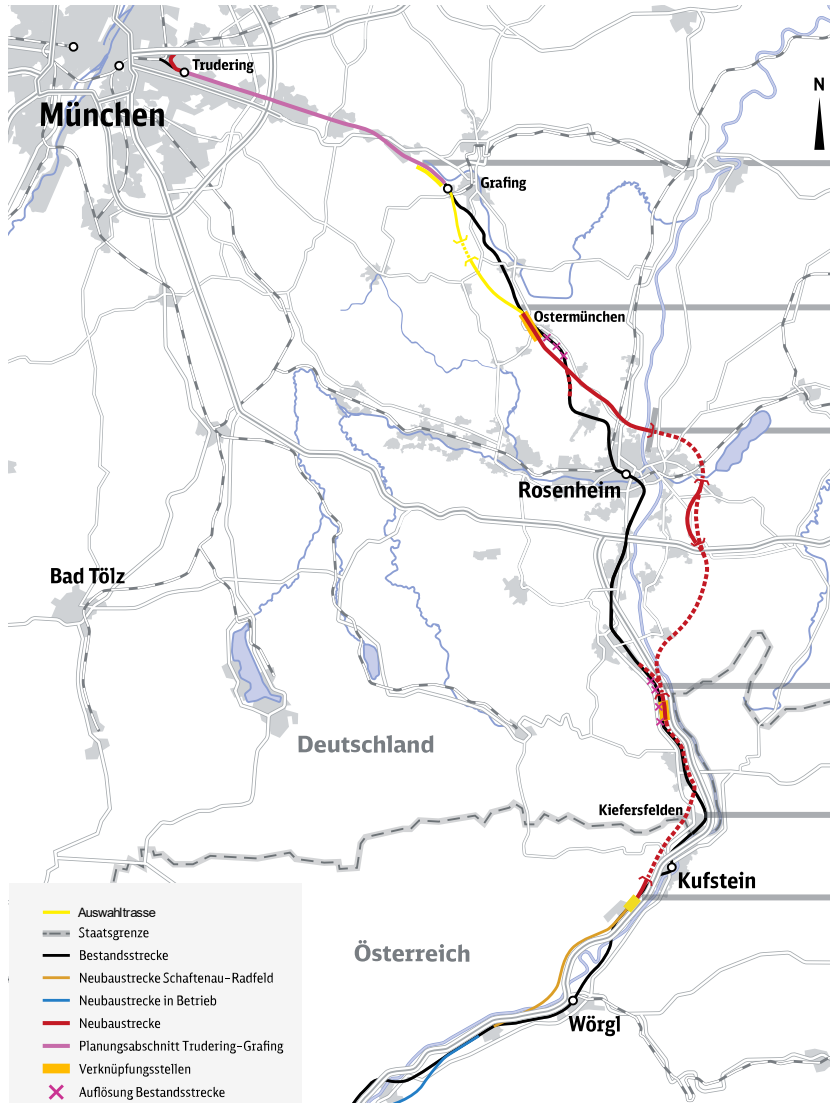 Trudering
München
N
Grafing
Ostermünchen
Rosenheim
Bad Tölz
Deutschland
Kiefersfelden
Kufstein
Österreich
Wörgl
Auswahltrasse
Staatsgrenze
Bestandsstrecke
Neubaustrecke Schaftenau–Radfeld
Neubaustrecke in Betrieb
Neubaustrecke
Planungsabschnitt Trudering–Grafing
Verknüpfungsstellen
Auflösung Bestandsstrecke